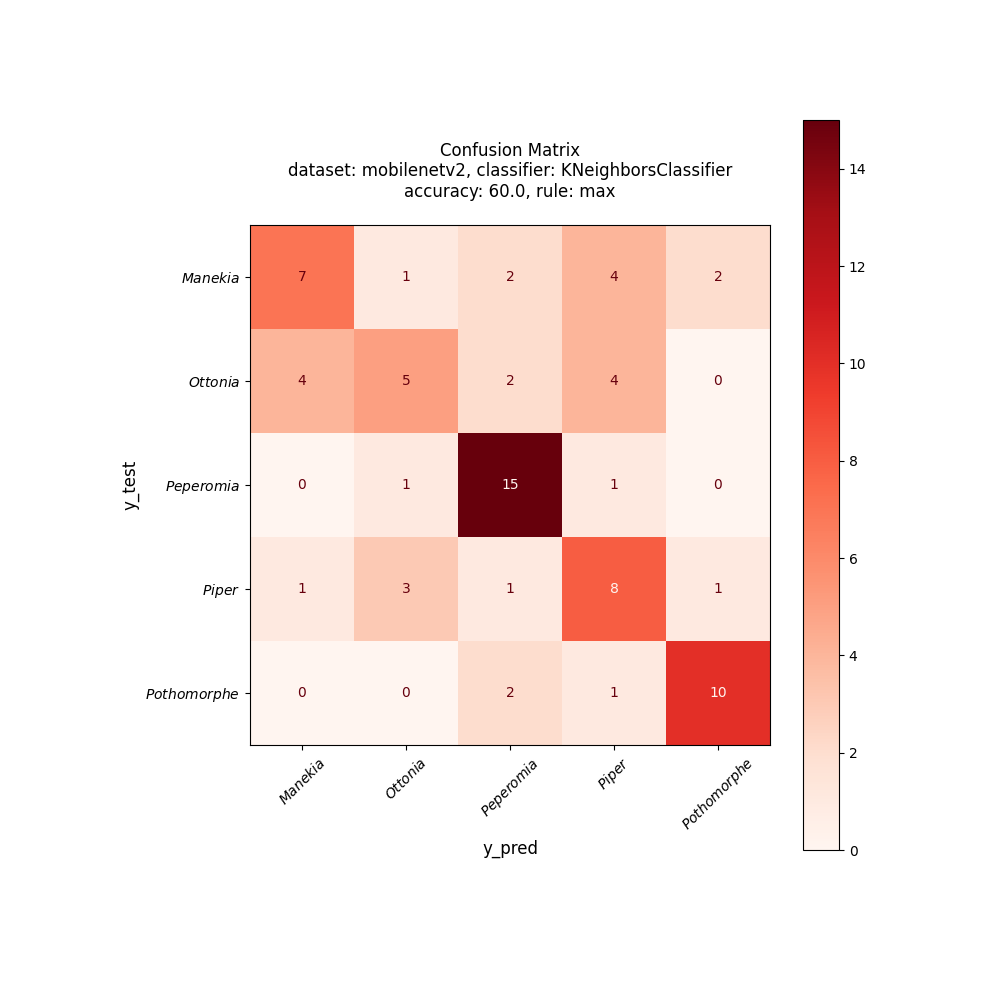 Confusion Matrix
dataset: mobilenetv2, classifier: KNeighborsClassifier
accuracy: 60.0, rule: max
y_test
Manekia 7 1 2 4 2
Ottonia 4 5 2 4 0
Peperomia 0 1 15 1 0
Piper 1 3 1 8 1
Pothomorphe 0 0 2 1 10
Manekia Ottonia Peperomia Piper Pothomorphe
y_pred
14
12
10
8
6
4
2
0